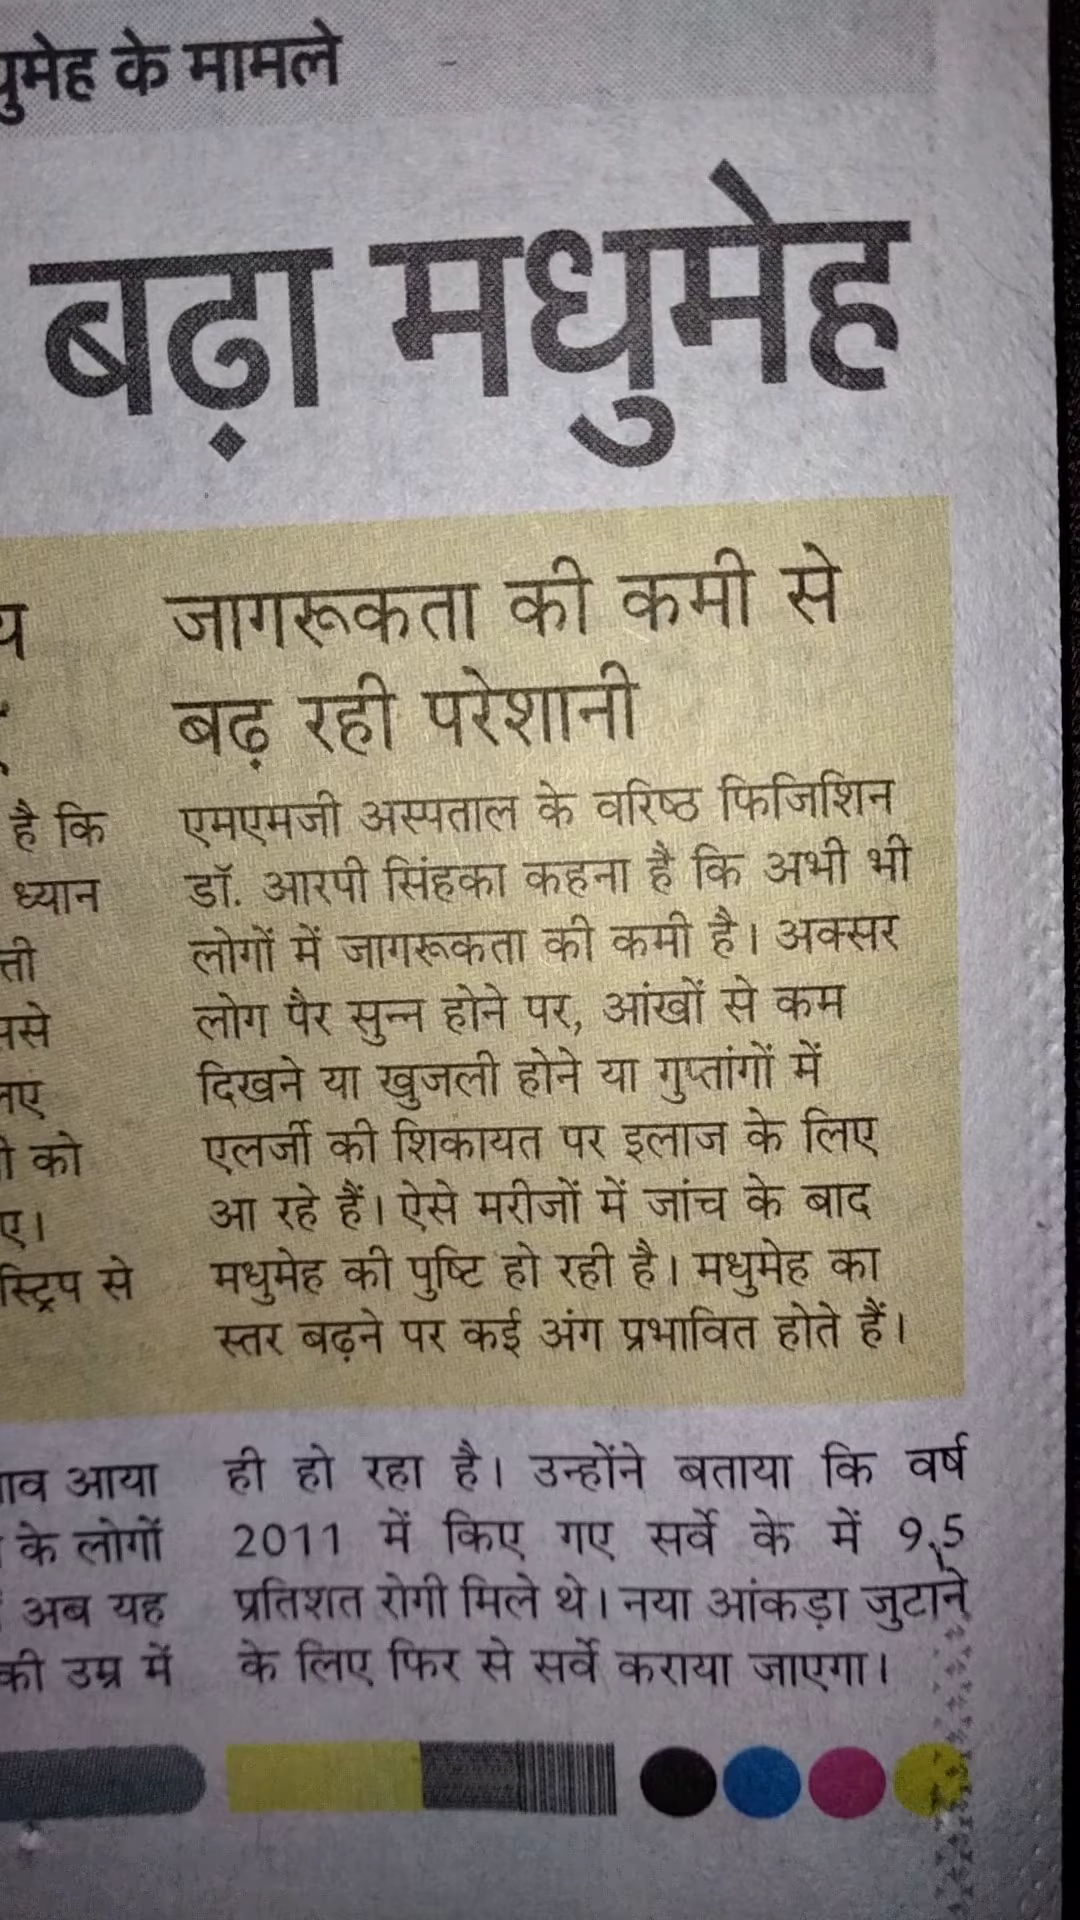 के मामले
बढ़ा मधुमेह
जागरूकता की कमी से
बढ़ रही परेशानी
है कि
ध्यान
को
ए।
स्ट्रिप से
एमएमजी अस्पताल के वरिष्ठ फिजिशिन
डॉ. आरपी सिंहका कहना है कि अभी भी
लोगों में जागरूकता की कमी है। अक्सर
लोग पैर सुन्न होने पर, आंखों से कम
दिखने या खुजली होने या गुप्तांगों में
एलर्जी की शिकायत पर इलाज के लिए
आ रहे हैं। ऐसे मरीजों में जांच के बाद
मधुमेह की पुष्टि हो रही है। मधुमेह का
स्तर बढ़ने पर कई अंग प्रभावित होते हैं।
आया
के लोगों
अब यह
की उम्र में
ही हो रहा है। उन्होंने बताया कि वर्ष
2011 में किए गए सर्वे के में 9.5
प्रतिशत रोगी मिले थे। नया आंकड़ा जुटाने
के लिए फिर से सर्वे कराया जाएगा।